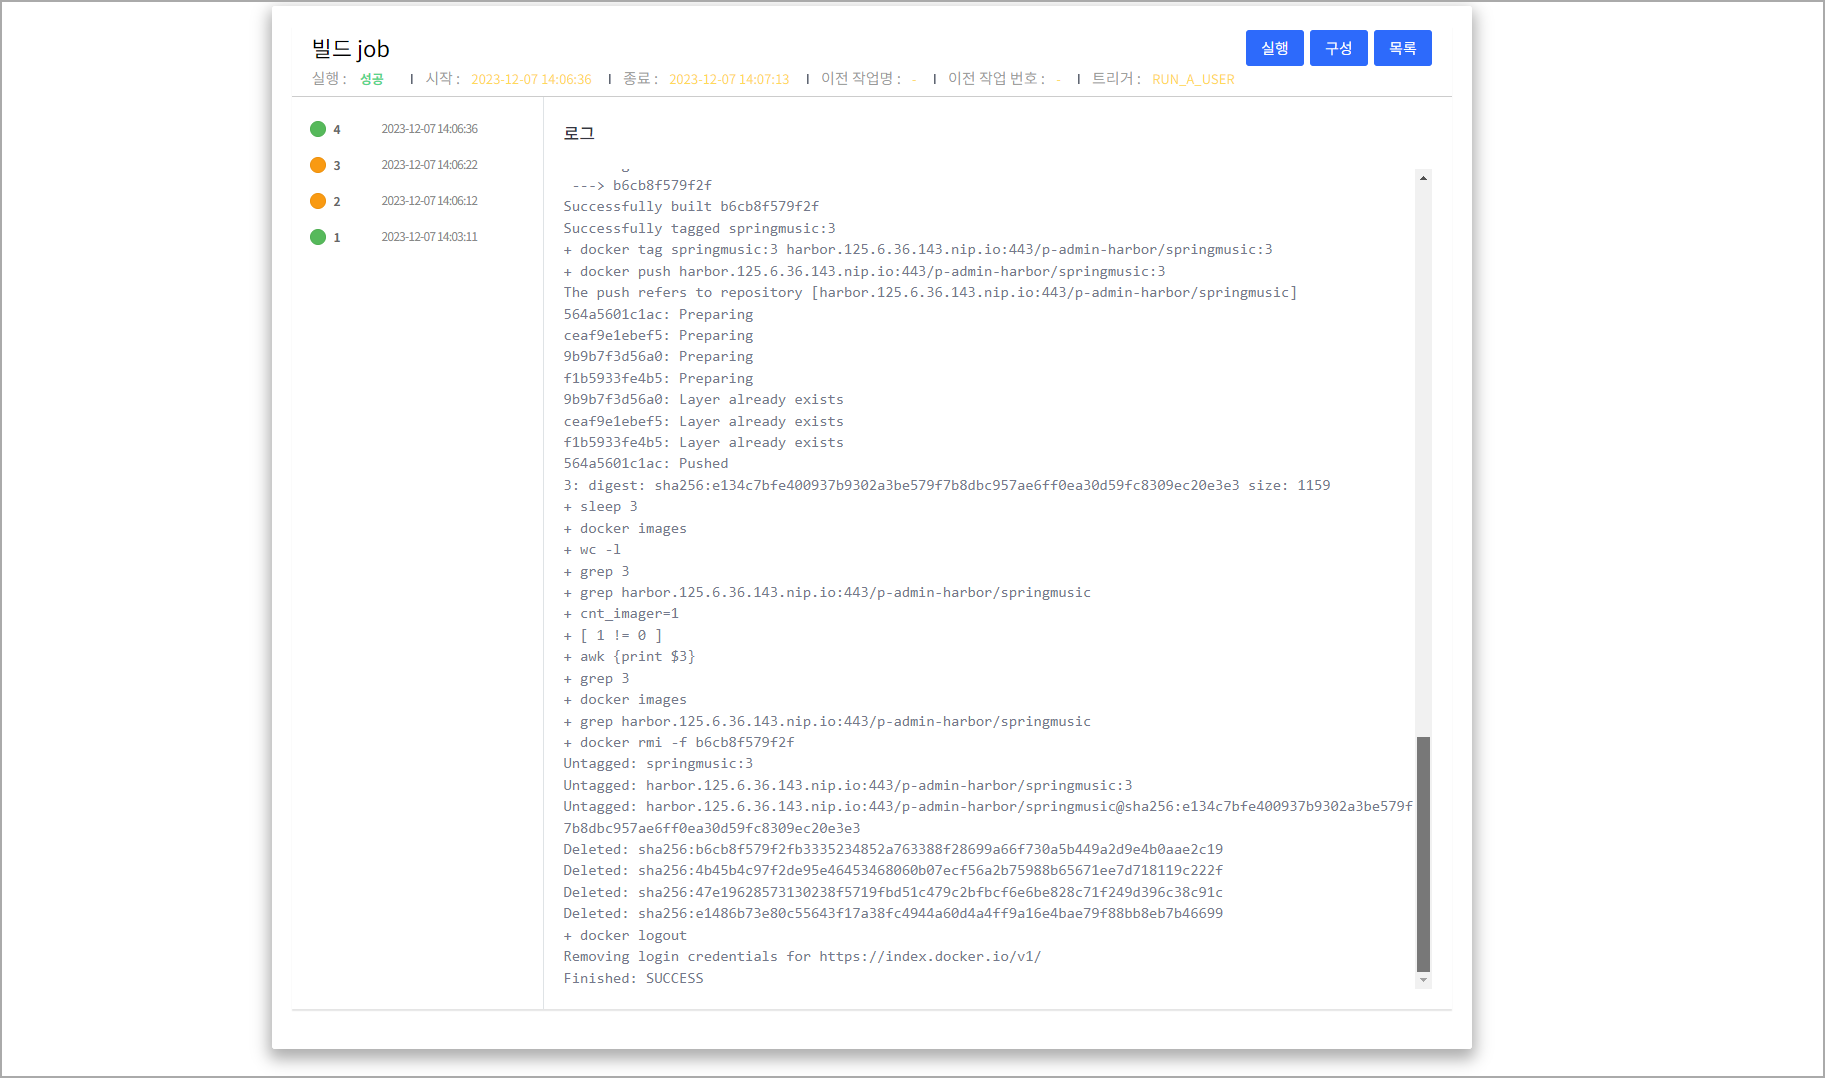 빌드 job
실행 구성 목록
실행 : 성공 I 시작 : 2023-12-07 14:06:36 I 종료 : 2023-12-07 14:07:13 I 이전 작업명 : - I 이전 작업 번호 : - I 트리거 : RUN_A_USER
4 2023-12-07 14:06:36
3 2023-12-07 14:06:22
2 2023-12-07 14:06:12
1 2023-12-07 14:03:11
로그
---> b6cb8f579f2f
Successfully built b6cb8f579f2f
Successfully tagged springmusic:3
+ docker tag springmusic:3 harbor.125.6.36.143.nip.io:443/p-admin-harbor/springmusic:3
+ docker push harbor.125.6.36.143.nip.io:443/p-admin-harbor/springmusic:3
The push refers to repository [harbor.125.6.36.143.nip.io:443/p-admin-harbor/springmusic]
564a5601c1ac: Preparing
ceaf9e1ebef5: Preparing
9b9b7f3d56a0: Preparing
f1b5933fe4b5: Preparing
9b9b7f3d56a0: Layer already exists
ceaf9e1ebef5: Layer already exists
f1b5933fe4b5: Layer already exists
564a5601c1ac: Pushed
3: digest: sha256:e134c7bfe400937b9302a3be579f7b8dbc957ae6ff0ea30d59fc8309ec20e3e3 size: 1159
+ sleep 3
+ docker images
+ wc -l
+ grep 3
+ grep harbor.125.6.36.143.nip.io:443/p-admin-harbor/springmusic
+ cnt_imager=1
+ [ 1 != 0 ]
+ awk {print $3}
+ grep 3
+ docker images
+ grep harbor.125.6.36.143.nip.io:443/p-admin-harbor/springmusic
+ docker rmi -f b6cb8f579f2f
Untagged: springmusic:3
Untagged: harbor.125.6.36.143.nip.io:443/p-admin-harbor/springmusic:3
Untagged: harbor.125.6.36.143.nip.io:443/p-admin-harbor/springmusic@sha256:e134c7bfe400937b9302a3be579f
7b8dbc957ae6ff0ea30d59fc8309ec20e3e3
Deleted: sha256:b6cb8f579f2fb3335234852a763388f28699a66f730a5b449a2d9e4b0aae2c19
Deleted: sha256:4b45b4c97f2de95e46453468060b07ecf56a2b75988b65671ee7d718119c222f
Deleted: sha256:47e19628573130238f5719fbd51c479c2bfbcf6e6be828c71f249d396c38c91c
Deleted: sha256:e1486b73e80c55643f17a38fc4944a60d4a4ff9a16e4bae79f88bb8eb7b46699
+ docker logout
Removing login credentials for https://index.docker.io/v1/
Finished: SUCCESS